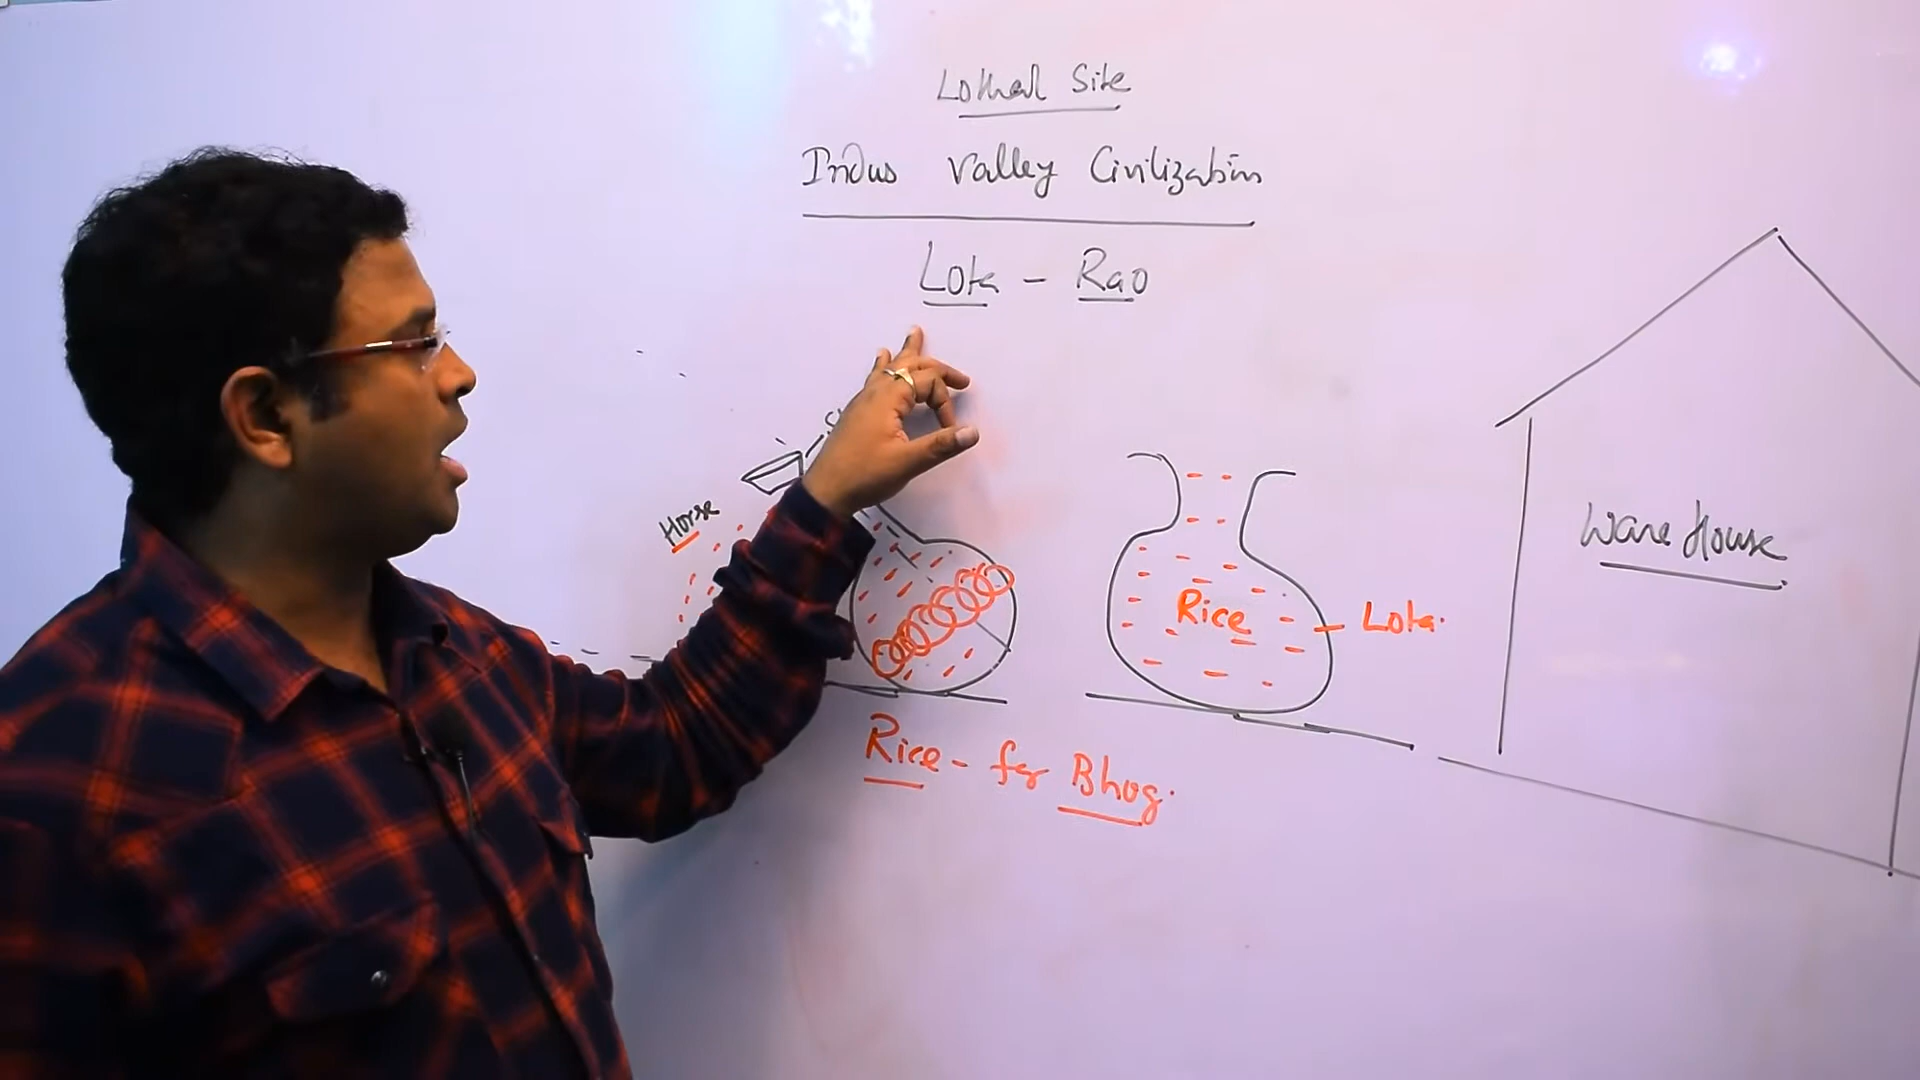 Lothal Site
Indus Valley Civilization
Lota - Rao
Horse
Rice
Lota.
Ware House
Rice - for Bhog.